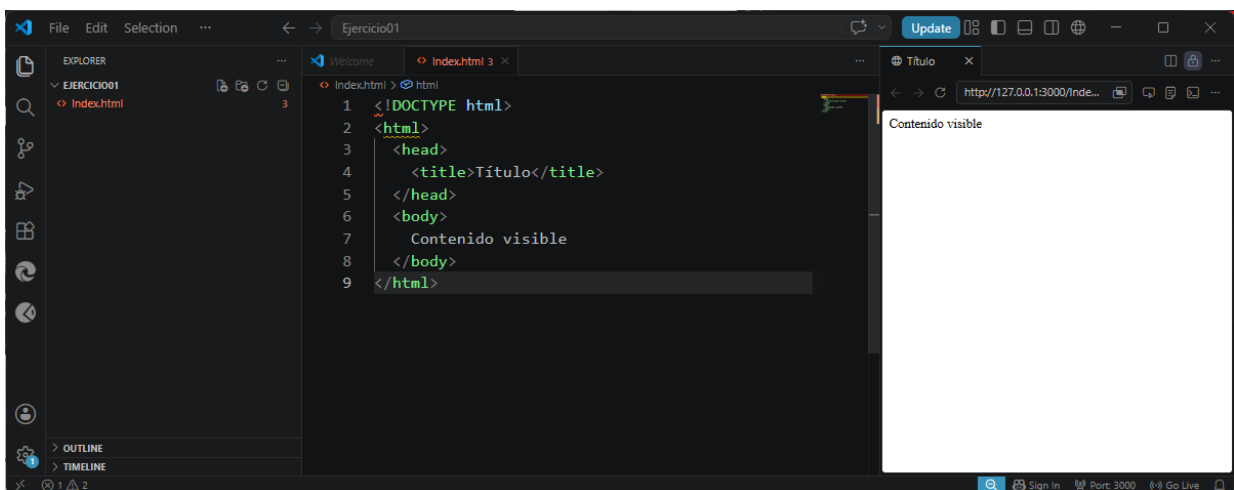 File Edit Selection ··· Ejercicio01 Update
EXPLORER ···
EJERCICIO01
<> Index.html 3
Welcome
<> Index.html 3 ×
<> Index.html > html
1 <!DOCTYPE html>
2 <html>
3 <head>
4 <title>Título</title>
5 </head>
6 <body>
7 Contenido visible
8 </body>
9 </html>
Título ×
http://127.0.0.1:3000/Inde...
Contenido visible
> OUTLINE
> TIMELINE
1
1 2 Sign In Port: 3000 Go Live